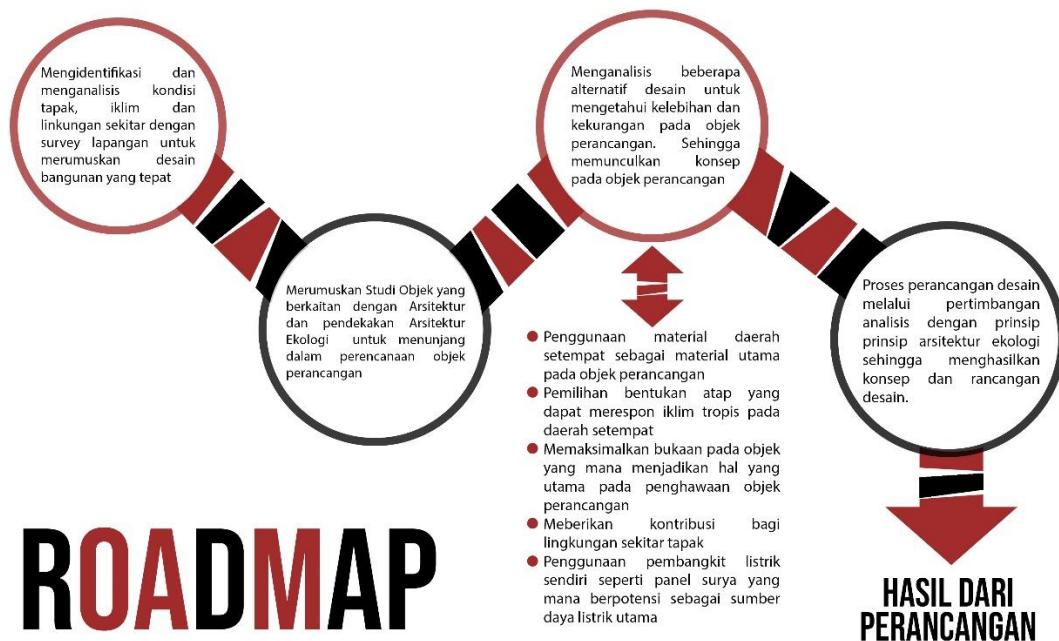 Mengidentifikasi dan
menganalisis kondisi
tapak, iklim dan
linkungan sekitar dengan
survey lapangan untuk
merumuskan desain
bangunan yang tepat
Merumuskan Studi Objek yang
berkaitan dengan Arsitektur
dan pendekakan Arsitektur
Ekologi untuk menunjang
dalam perencanaan objek
perancangan
Menganalisis beberapa
alternatif desain untuk
mengetahui kelebihan dan
kekurangan pada objek
perancangan. Sehingga
memunculkan konsep
pada objek perancangan
Penggunaan material daerah
setempat sebagai material utama
pada objek perancangan
Pemilihan bentukan atap yang
dapat merespon iklim tropis pada
daerah setempat
Memaksimalkan bukaan pada objek
yang mana menjadikan hal yang
utama pada penghawaan objek
perancangan
Meberikan kontribusi bagi
lingkungan sekitar tapak
Penggunaan pembangkit listrik
sendiri seperti panel surya yang
mana berpotensi sebagai sumber
daya listrik utama
Proses perancangan desain
melalui pertimbangan
analisis dengan prinsip
prinsip arsitektur ekologi
sehingga menghasilkan
konsep dan rancangan
desain.
ROADMAP
HASIL DARI
PERANCANGAN